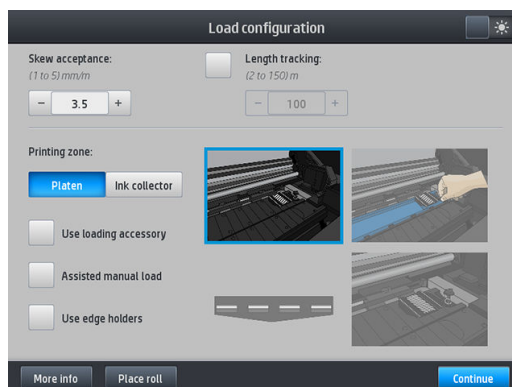 Load configuration
Skew acceptance:
(1 to 5) mm/m
- 3.5 +
Length tracking:
(2 to 150) m
- 100 +
Printing zone:
Platen Ink collector
Use loading accessory
Assisted manual load
Use edge holders
More info Place roll Continue